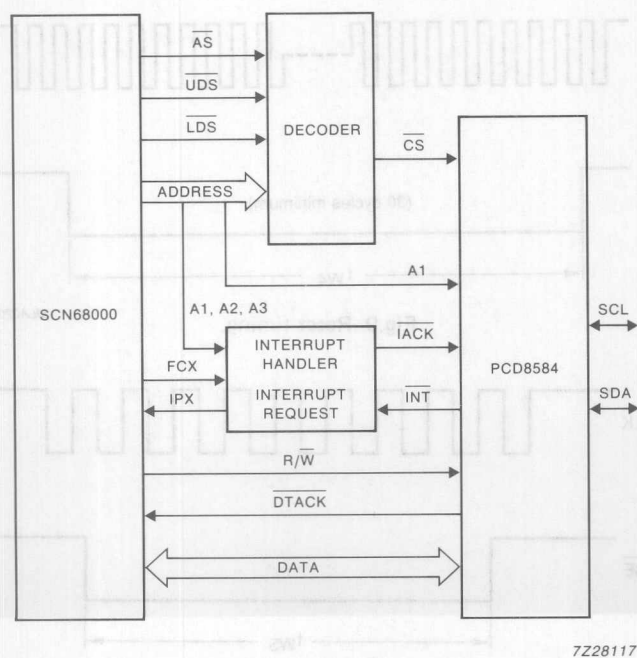 AS
UDS
LDS
ADDRESS
DECODER
CS
A1
A1, A2, A3
SCN68000
FCX
IPX
INTERRUPT
HANDLER
INTERRUPT
REQUEST
IACK
INT
PCD8584
SCL
SDA
R/W
DTACK
DATA
7Z28117